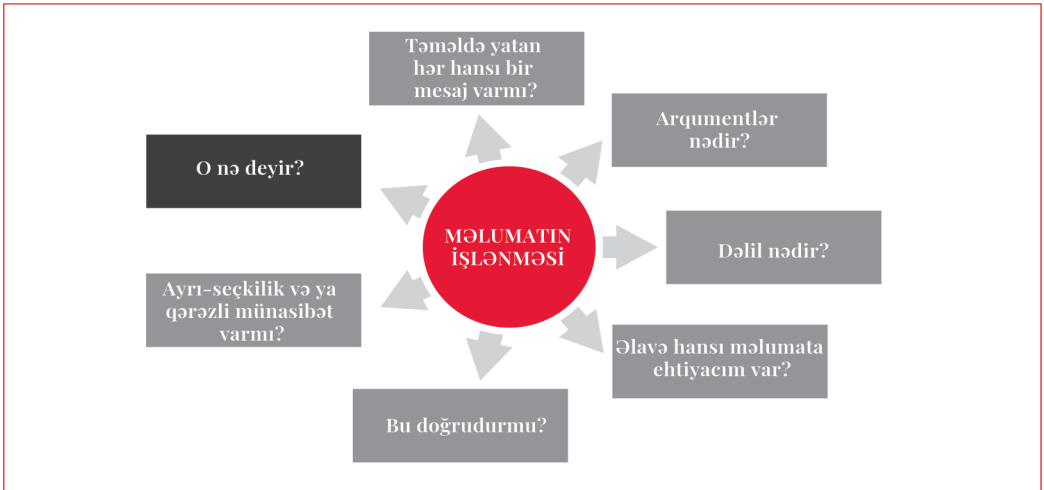 Təməldə yatan
hər hansı bir
mesaj varmı?
Arqumentlər
nədir?
O nə deyir?
MƏLUMATIN
İŞLƏNMƏSİ
Dəlil nədir?
Ayrı-seçkilik və ya
qərəzli münasibət
varmı?
Əlavə hansı məlumata
ehtiyacım var?
Bu doğrudurmu?